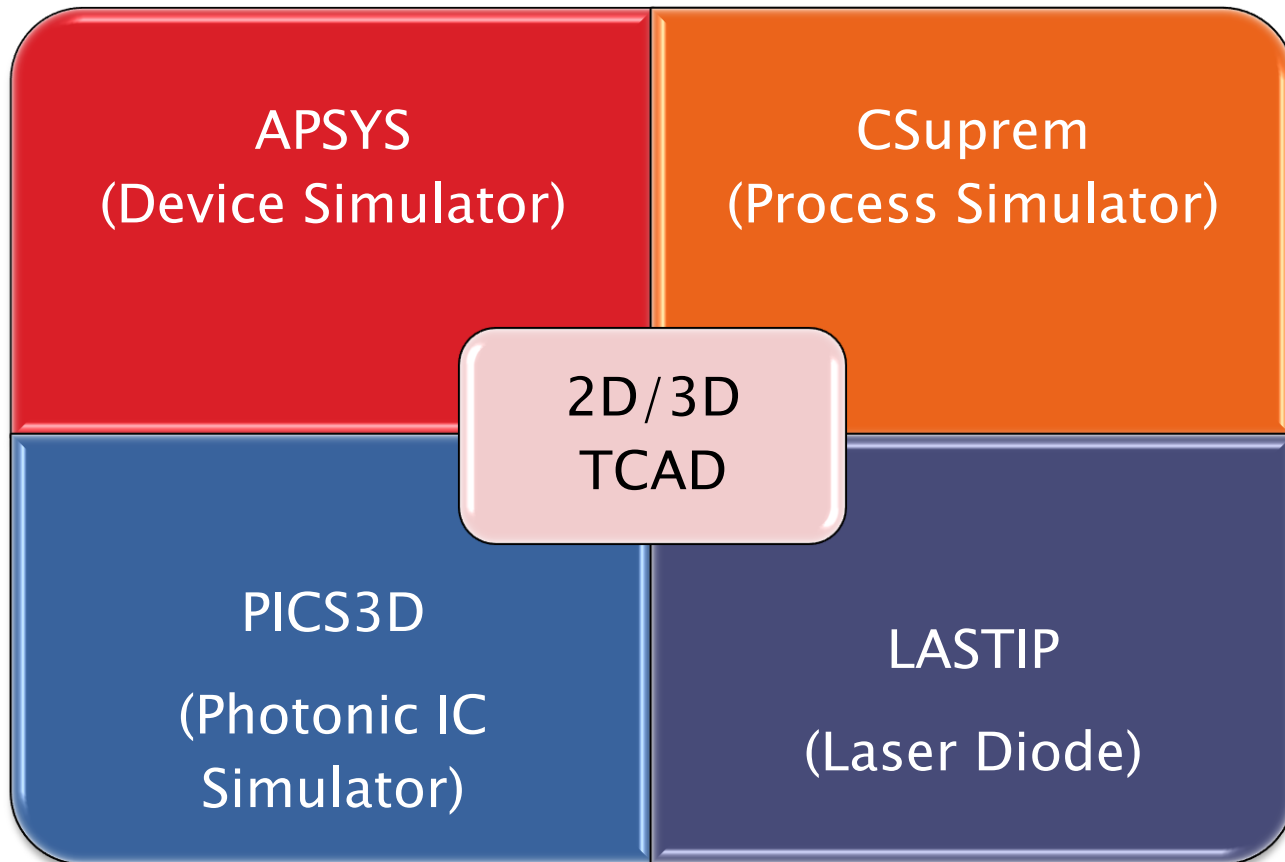 APSYS
(Device Simulator)
CSuprem
(Process Simulator)
2D/3D
TCAD
PICS3D
(Photonic IC
Simulator)
LASTIP
(Laser Diode)